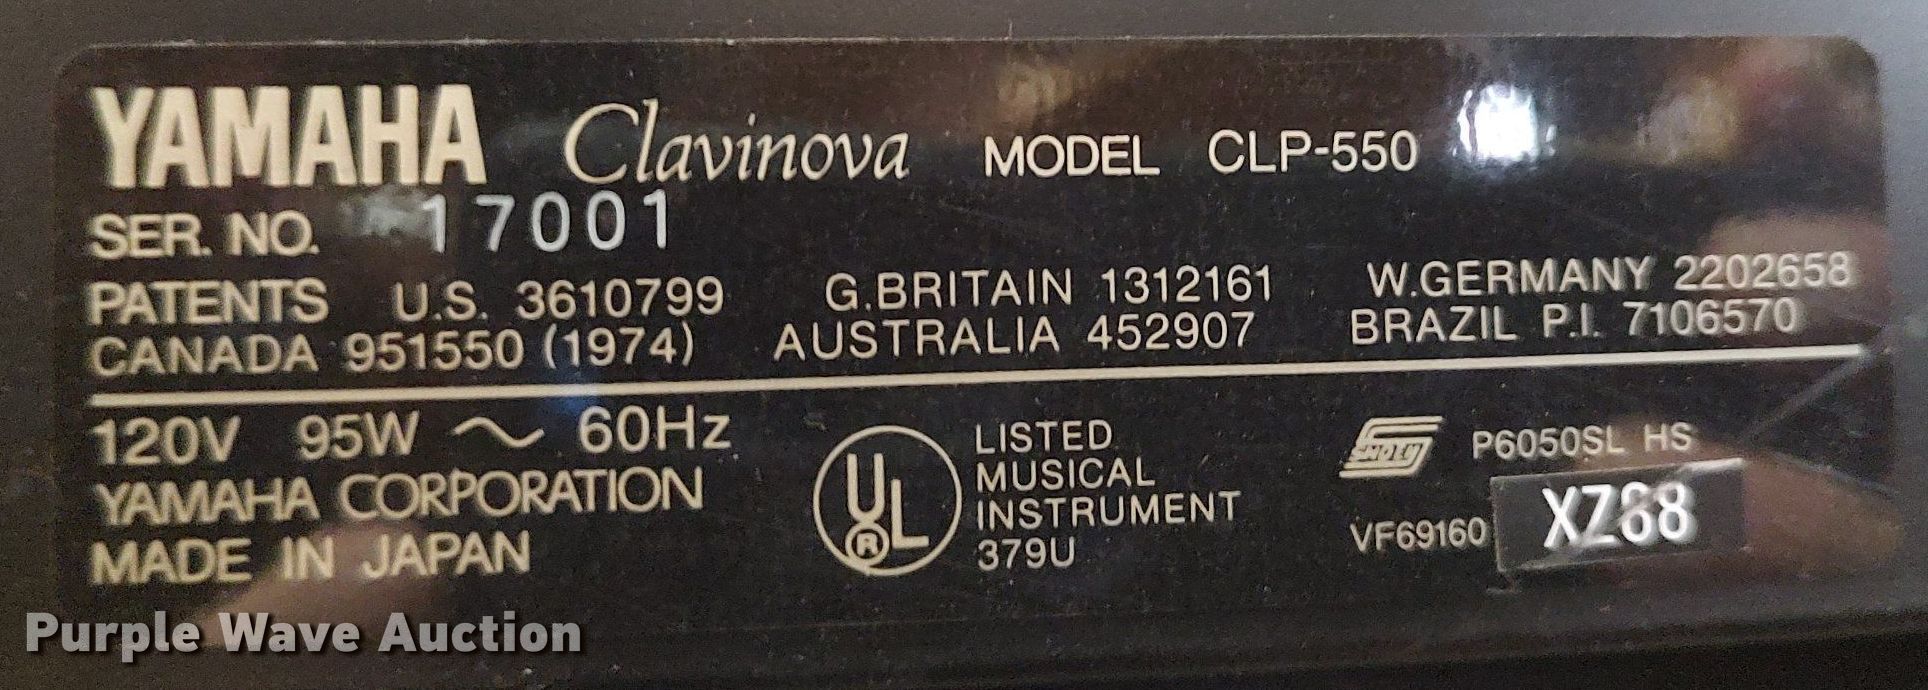 YAMAHA Clavinova MODEL CLP-550
SER. NO. 17001
PATENTS U.S. 3610799 G.BRITAIN 1312161 W.GERMANY 2202658
CANADA 951550 (1974) AUSTRALIA 452907 BRAZIL P.I. 7106570
120V 95W ~ 60Hz
YAMAHA CORPORATION
MADE IN JAPAN
UL ®
LISTED
MUSICAL
INSTRUMENT
379U
P6050SL HS
VF69160 XZ68
Purple Wave Auction